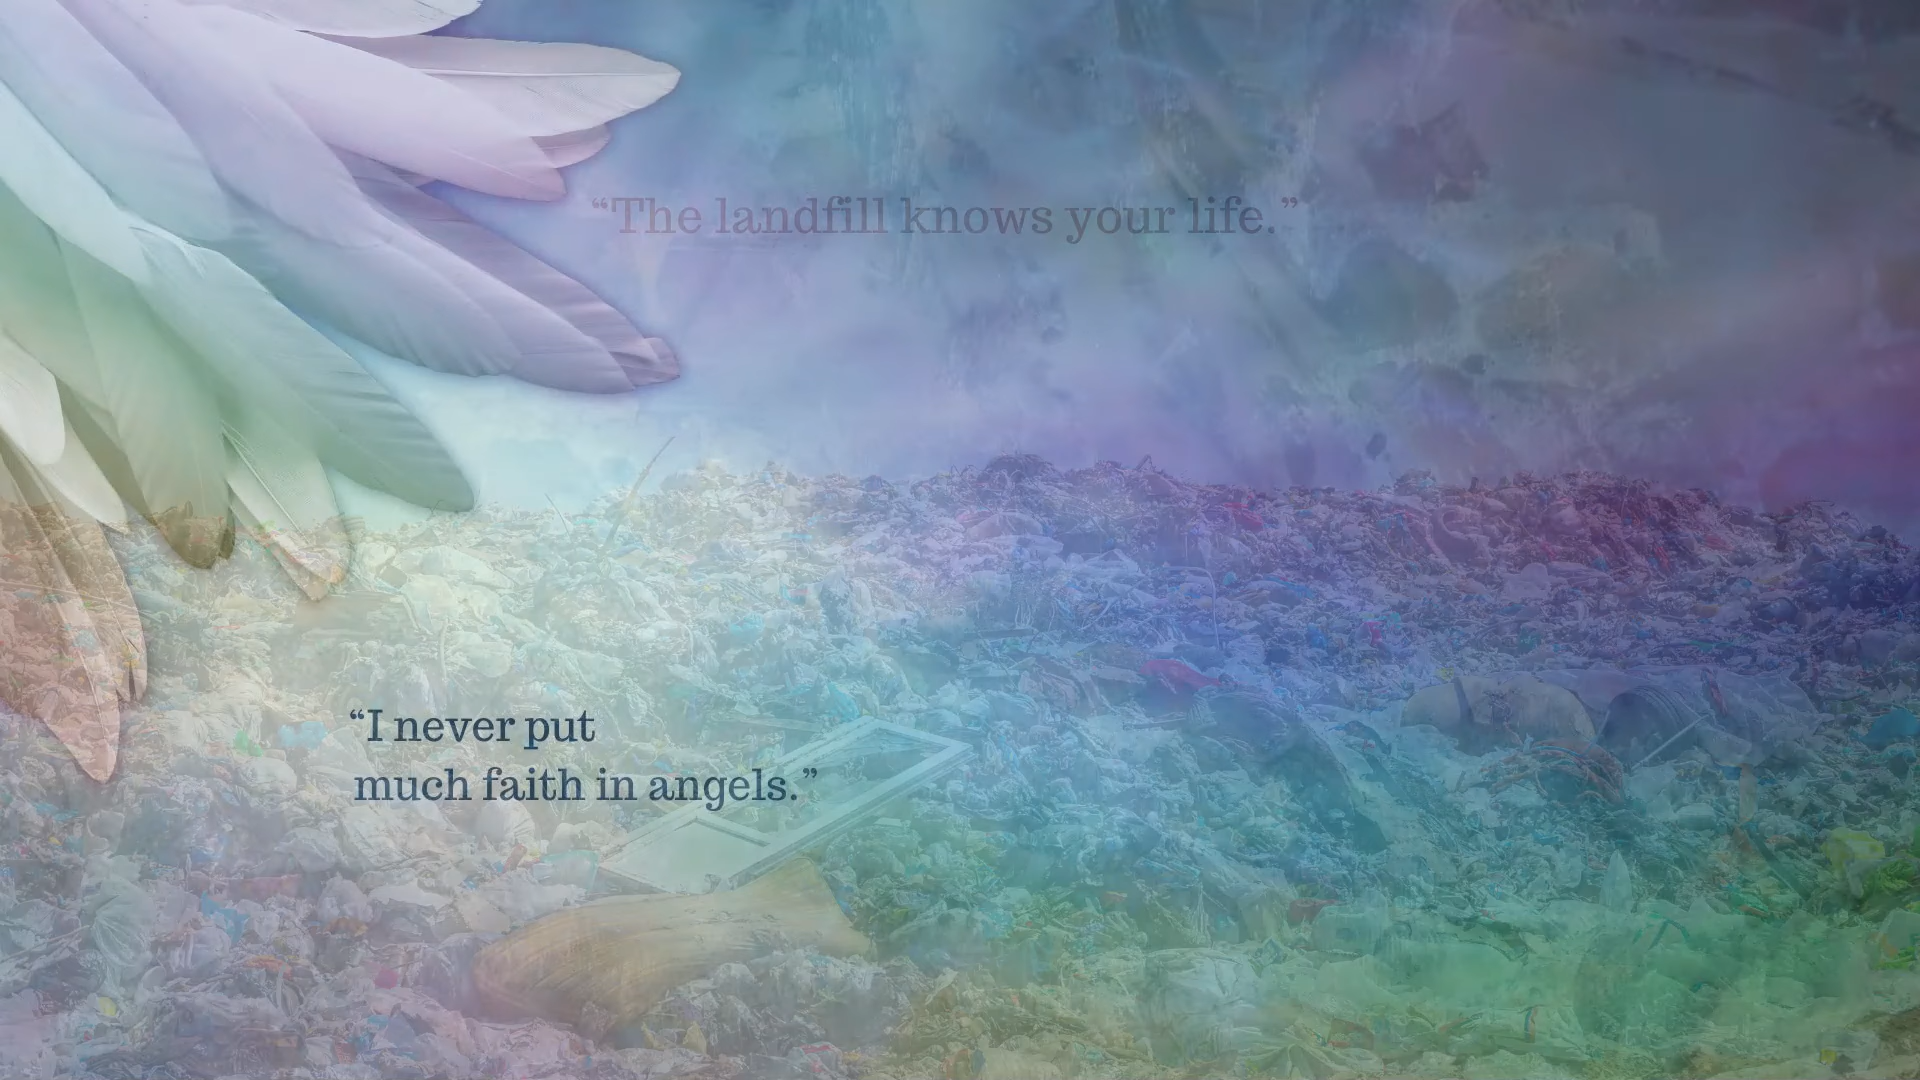 “The landfill knows your life.”
“I never put
much faith in angels.”